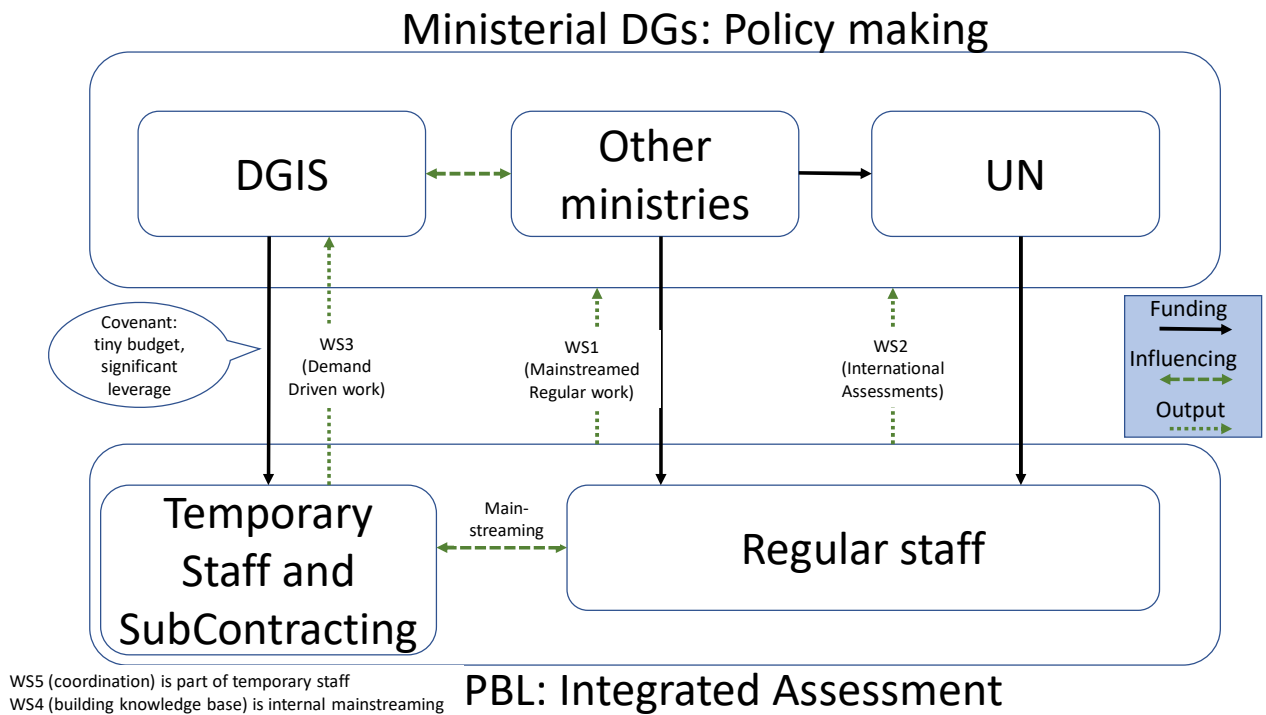 Ministerial DGs: Policy making
DGIS
Other
ministries
UN
Covenant:
tiny budget,
significant
leverage
WS3
(Demand
Driven work)
WS1
(Mainstreamed
Regular work)
WS2
(International
Assessments)
Funding
Influencing
Output
Temporary
Staff and
SubContracting
Main-
streaming
Regular staff
WS5 (coordination) is part of temporary staff
WS4 (building knowledge base) is internal mainstreaming
PBL: Integrated Assessment